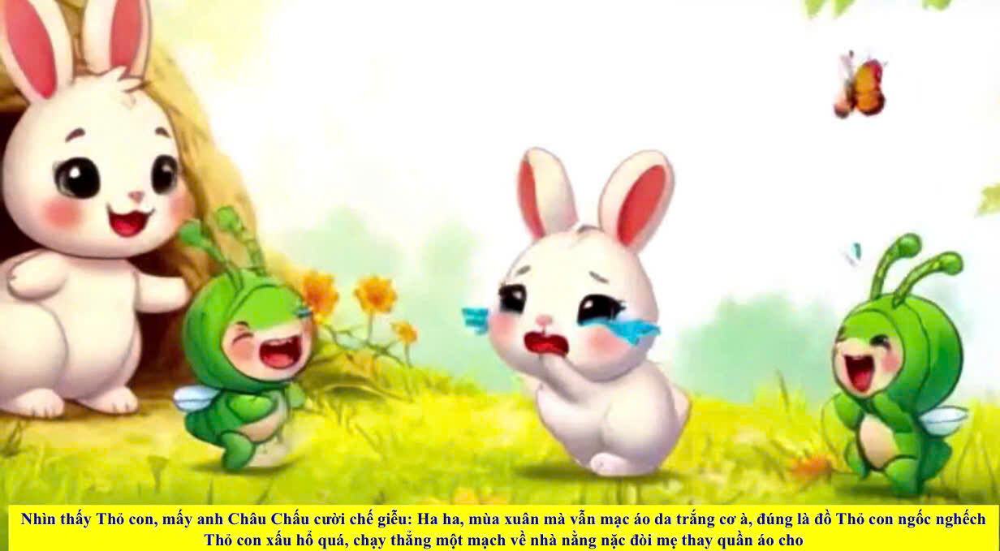 Nhìn thấy Thỏ con, mấy anh Châu Chấu cười chế giễu: Ha ha, mùa xuân mà vẫn mạc áo da trắng cơ à, đúng là đồ Thỏ con ngốc nghếch
Thỏ con xấu hổ quá, chạy thẳng một mạch về nhà nằng nặc đòi mẹ thay quần áo cho